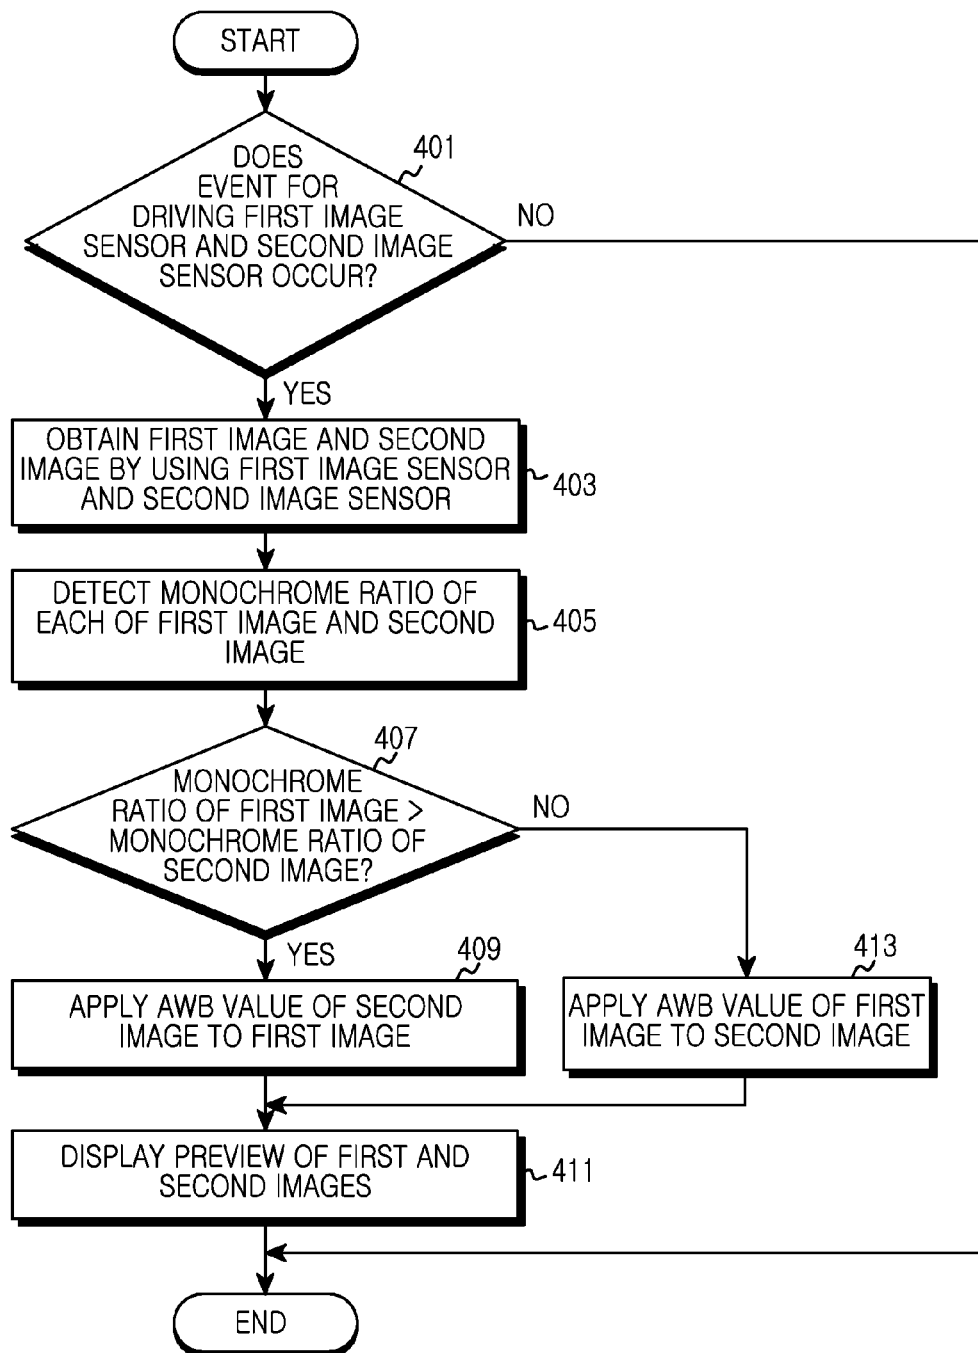 START
401
DOES
EVENT FOR
DRIVING FIRST IMAGE
SENSOR AND SECOND IMAGE
SENSOR OCCUR?
NO
YES
OBTAIN FIRST IMAGE AND SECOND
IMAGE BY USING FIRST IMAGE SENSOR
AND SECOND IMAGE SENSOR
403
DETECT MONOCHROME RATIO OF
EACH OF FIRST IMAGE AND SECOND
IMAGE
405
407
MONOCHROME
RATIO OF FIRST IMAGE >
MONOCHROME RATIO OF
SECOND IMAGE?
NO
YES
409
APPLY AWB VALUE OF SECOND
IMAGE TO FIRST IMAGE
413
APPLY AWB VALUE OF FIRST
IMAGE TO SECOND IMAGE
DISPLAY PREVIEW OF FIRST AND
SECOND IMAGES
411
END